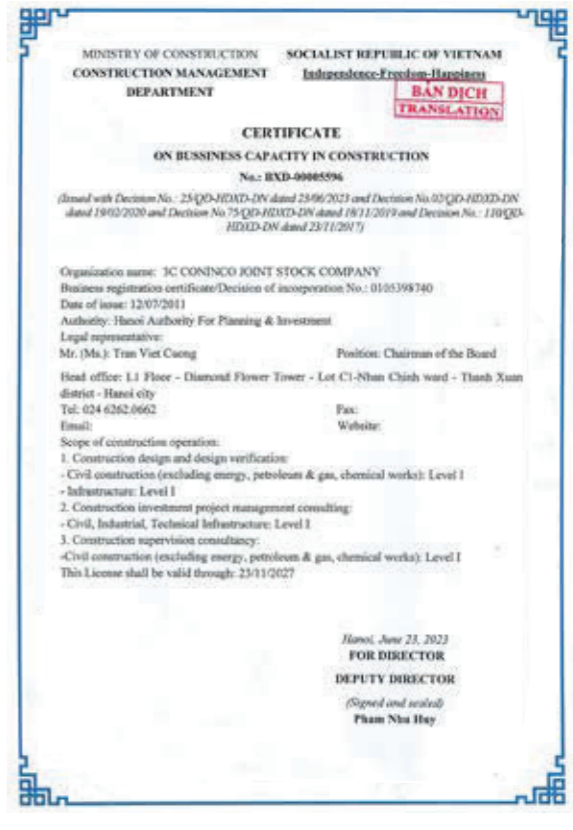 MINISTRY OF CONSTRUCTION
CONSTRUCTION MANAGEMENT
DEPARTMENT
SOCIALIST REPUBLIC OF VIETNAM
Independence-Freedom-Happiness
BẢN DỊCH
TRANSLATION
CERTIFICATE
ON BUSSINESS CAPACITY IN CONSTRUCTION
No.: BXD-00005596
(Issued with Decision No.: 25/QD-HDXD-DN dated 23/06/2023 and Decision No.02/QD-HDXD-DN
dated 19/02/2020 and Decision No.75/QD-HDXD-DN dated 18/11/2019 and Decision No.: 110/QD-
HDXD-DN dated 23/11/2017)
Organization name: 3C CONINCO JOINT STOCK COMPANY
Business registration certificate/Decision of incorporation No.: 0105398740
Date of issue: 12/07/2011
Authority: Hanoi Authority For Planning & Investment
Legal representative:
Mr. (Ms.): Tran Viet Cuong Position: Chairman of the Board
Head office: L1 Floor - Diamond Flower Tower - Lot C1-Nhan Chinh ward - Thanh Xuan
district - Hanoi city
Tel: 024 6262.0662 Fax:
Email: Website:
Scope of construction operation:
1. Construction design and design verification:
- Civil construction (excluding energy, petroleum & gas, chemical works): Level I
- Infrastructure: Level I
2. Construction investment project management consulting:
- Civil, Industrial, Technical Infrastructure: Level I
3. Construction supervision consultancy:
-Civil construction (excluding energy, petroleum & gas, chemical works): Level I
This License shall be valid through: 23/11/2027
Hanoi, June 23, 2023
FOR DIRECTOR
DEPUTY DIRECTOR
(Signed and sealed)
Pham Nhu Huy